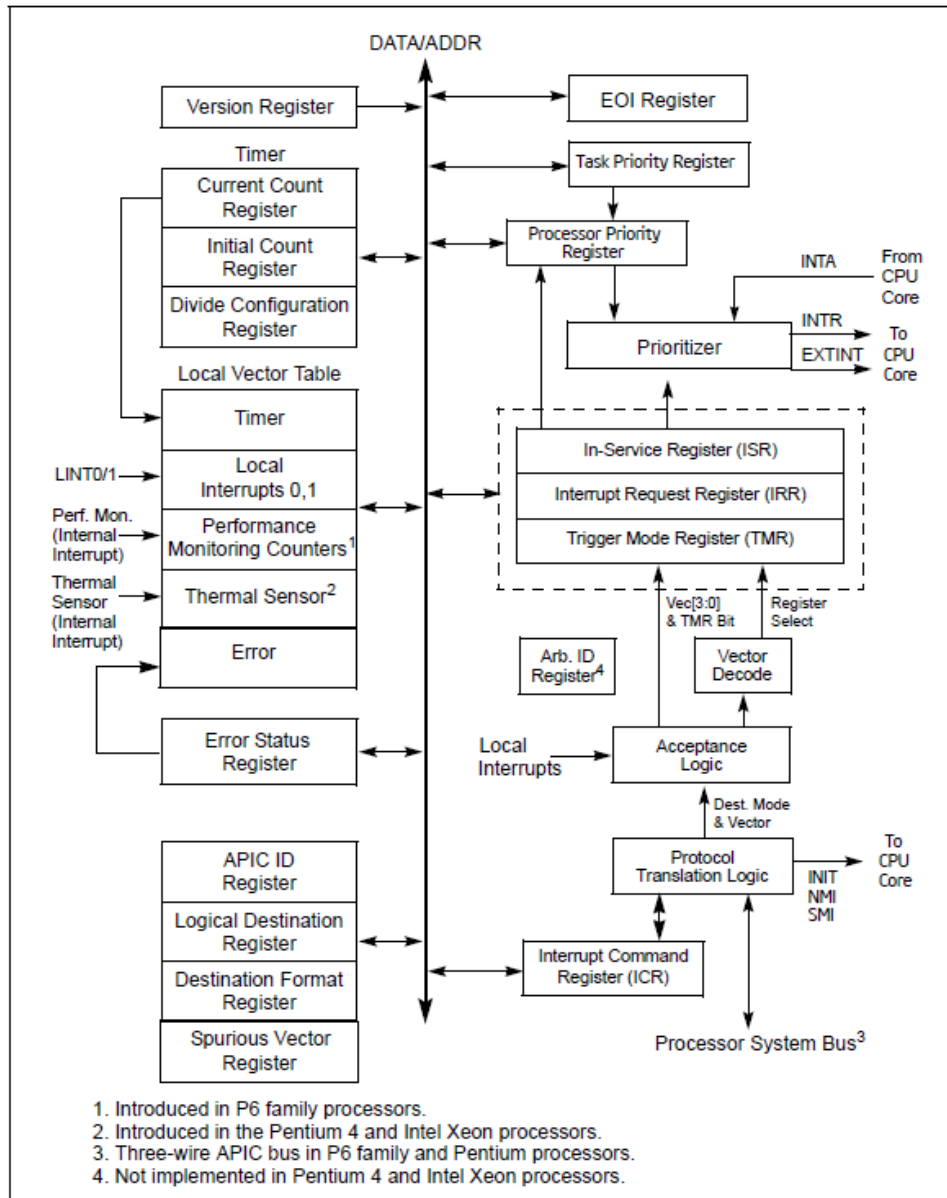 DATA/ADDR
Version Register
EOI Register
Timer
Current Count
Register
Initial Count
Register
Divide Configuration
Register
Task Priority Register
Processor Priority
Register
INTA
From
CPU
Core
Prioritizer
INTR
EXTINT
To
CPU
Core
Local Vector Table
Timer
LINT0/1
Local
Interrupts 0,1
Perf. Mon.
(Internal
Interrupt)
Performance
Monitoring Counters1
Thermal
Sensor
(Internal
Interrupt)
Thermal Sensor2
Error
Error Status
Register
In-Service Register (ISR)
Interrupt Request Register (IRR)
Trigger Mode Register (TMR)
Vec[3:0]
& TMR Bit
Register
Select
Arb. ID
Register4
Vector
Decode
Local
Interrupts
Acceptance
Logic
Dest. Mode
& Vector
Protocol
Translation Logic
INIT
NMI
SMI
To
CPU
Core
APIC ID
Register
Logical Destination
Register
Destination Format
Register
Spurious Vector
Register
Interrupt Command
Register (ICR)
Processor System Bus3
1. Introduced in P6 family processors.
2. Introduced in the Pentium 4 and Intel Xeon processors.
3. Three-wire APIC bus in P6 family and Pentium processors.
4. Not implemented in Pentium 4 and Intel Xeon processors.